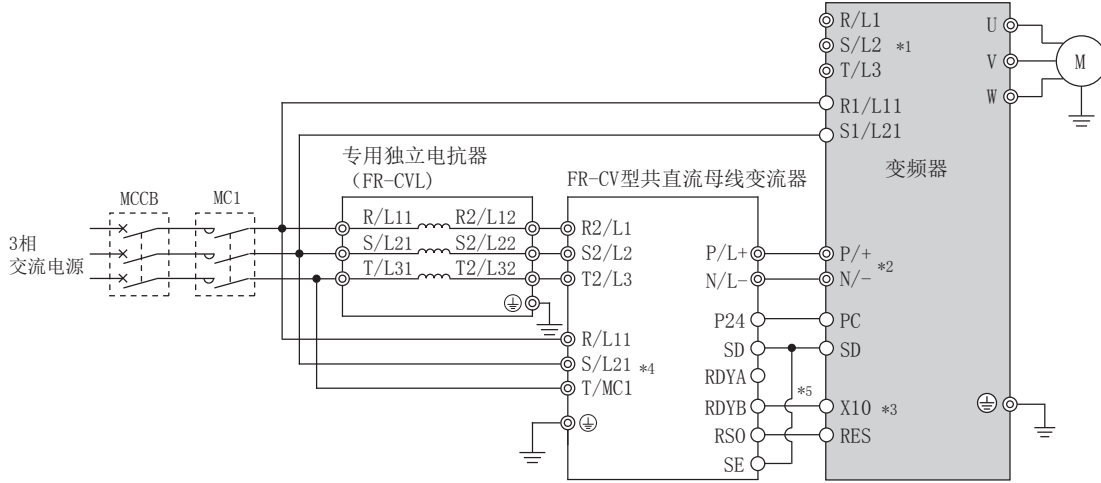 R/L1
S/L2 *1
T/L3
R1/L11
S1/L21
U
V
W
M
变频器
专用独立电抗器
（FR-CVL）
FR-CV型共直流母线变流器
MCCB
MC1
3相
交流电源
R/L11 R2/L12
S/L21 S2/L22
T/L31 T2/L32
R2/L1
S2/L2
T2/L3
R/L11
S/L21 *4
T/MC1
P/L+
N/L-
P24
SD
RDYA
RDYB
RSO
SE
*5
P/+
*2
N/-
PC
SD
X10 *3
RES